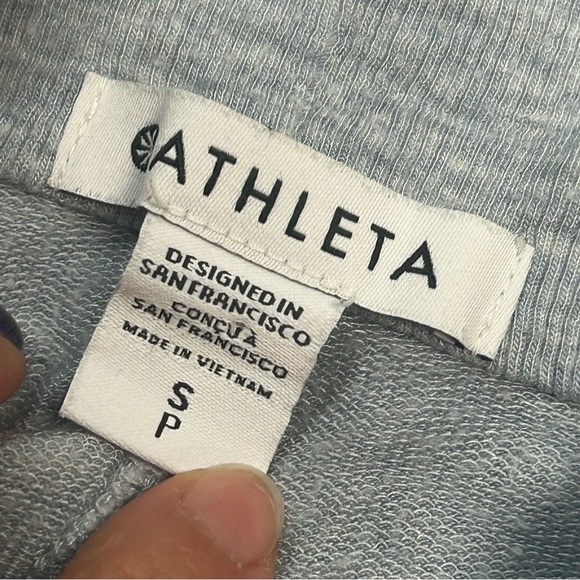 ATHLETA
DESIGNED IN
SAN FRANCISCO
CONÇU À
SAN FRANCISCO
MADE IN VIETNAM
S
P